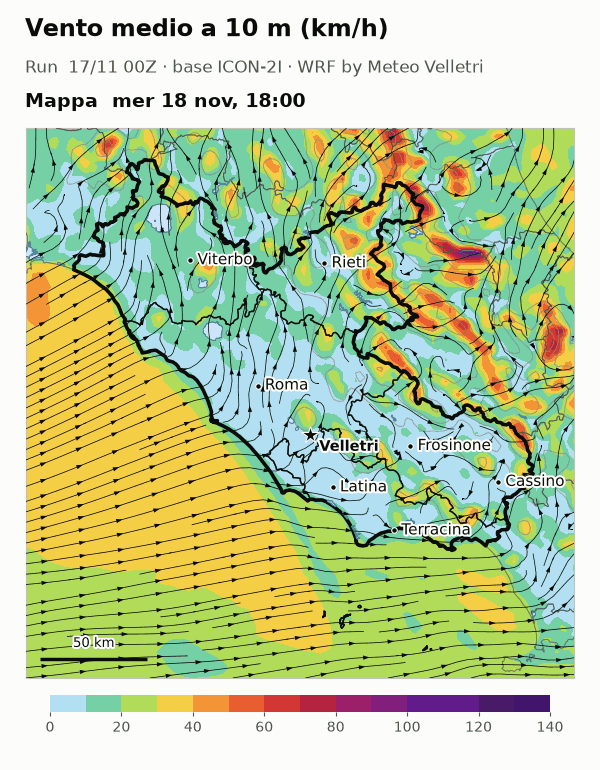 Vento medio a 10 m (km/h)
Run 17/11 00Z · base ICON-2I · WRF by Meteo Velletri
Mappa mer 18 nov, 18:00
Viterbo
Rieti
Roma
Velletri
Frosinone
Latina
Cassino
Terracina
50 km
0 20 40 60 80 100 120 140